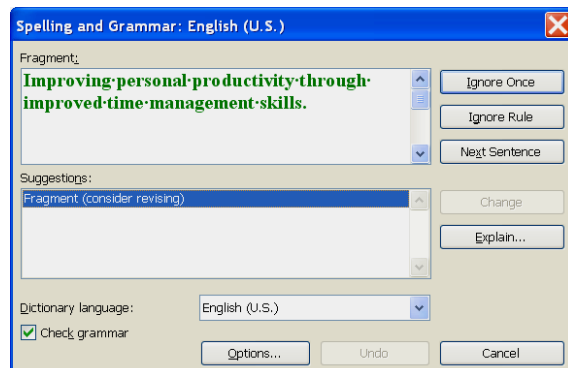 Spelling and Grammar: English (U.S.)
Fragment:
Improving·personal·productivity·through·
improved·time·management·skills.
Ignore Once
Ignore Rule
Next Sentence
Suggestions:
Fragment (consider revising)
Change
Explain...
Dictionary language:
English (U.S.)
Check grammar
Options...
Undo
Cancel